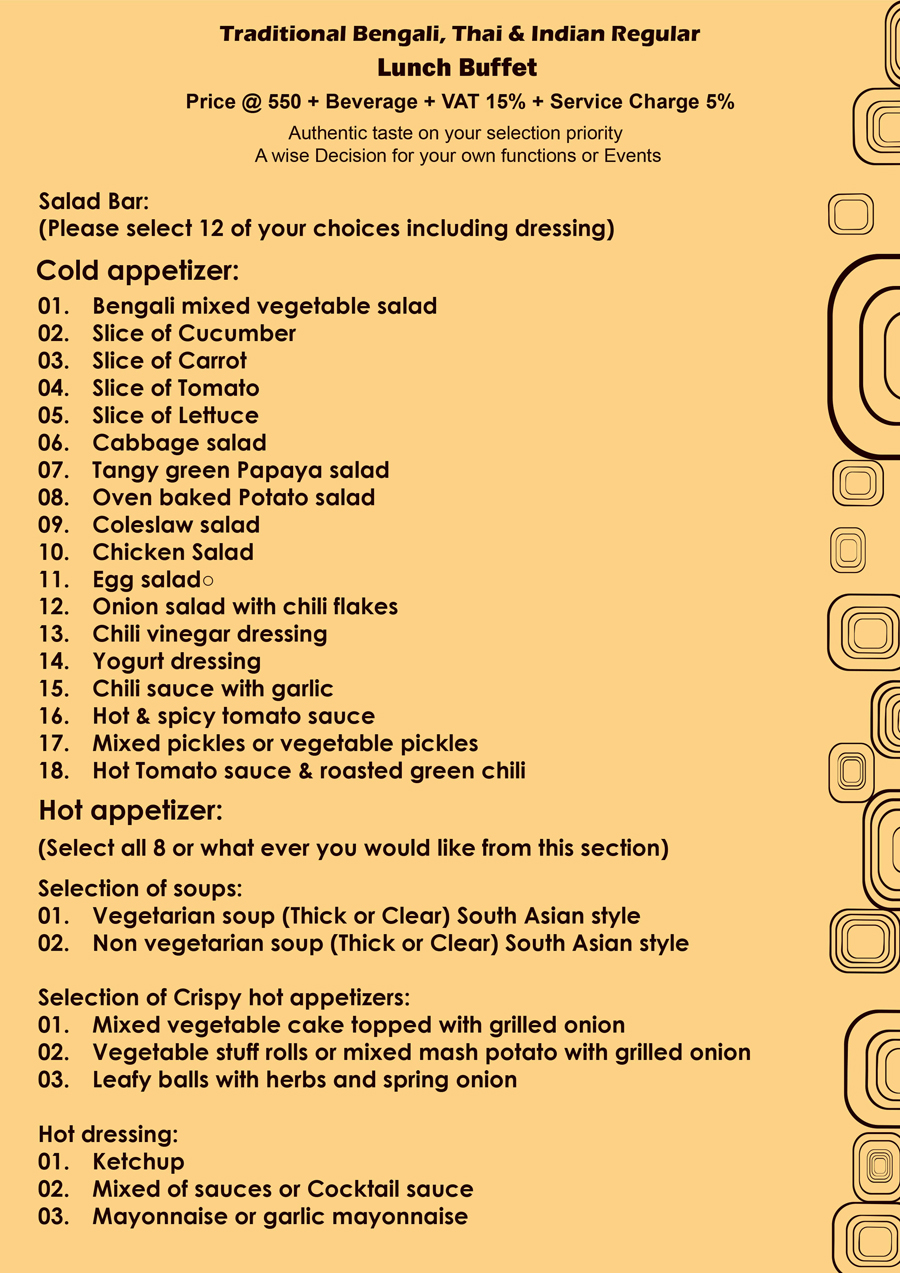 Traditional Bengali, Thai & Indian Regular
Lunch Buffet
Price @ 550 + Beverage + VAT 15% + Service Charge 5%
Authentic taste on your selection priority
A wise Decision for your own functions or Events
Salad Bar:
(Please select 12 of your choices including dressing)
Cold appetizer:
01. Bengali mixed vegetable salad
02. Slice of Cucumber
03. Slice of Carrot
04. Slice of Tomato
05. Slice of Lettuce
06. Cabbage salad
07. Tangy green Papaya salad
08. Oven baked Potato salad
09. Coleslaw salad
10. Chicken Salad
11. Egg salad○
12. Onion salad with chili flakes
13. Chili vinegar dressing
14. Yogurt dressing
15. Chili sauce with garlic
16. Hot & spicy tomato sauce
17. Mixed pickles or vegetable pickles
18. Hot Tomato sauce & roasted green chili
Hot appetizer:
(Select all 8 or what ever you would like from this section)
Selection of soups:
01. Vegetarian soup (Thick or Clear) South Asian style
02. Non vegetarian soup (Thick or Clear) South Asian style
Selection of Crispy hot appetizers:
01. Mixed vegetable cake topped with grilled onion
02. Vegetable stuff rolls or mixed mash potato with grilled onion
03. Leafy balls with herbs and spring onion
Hot dressing:
01. Ketchup
02. Mixed of sauces or Cocktail sauce
03. Mayonnaise or garlic mayonnaise